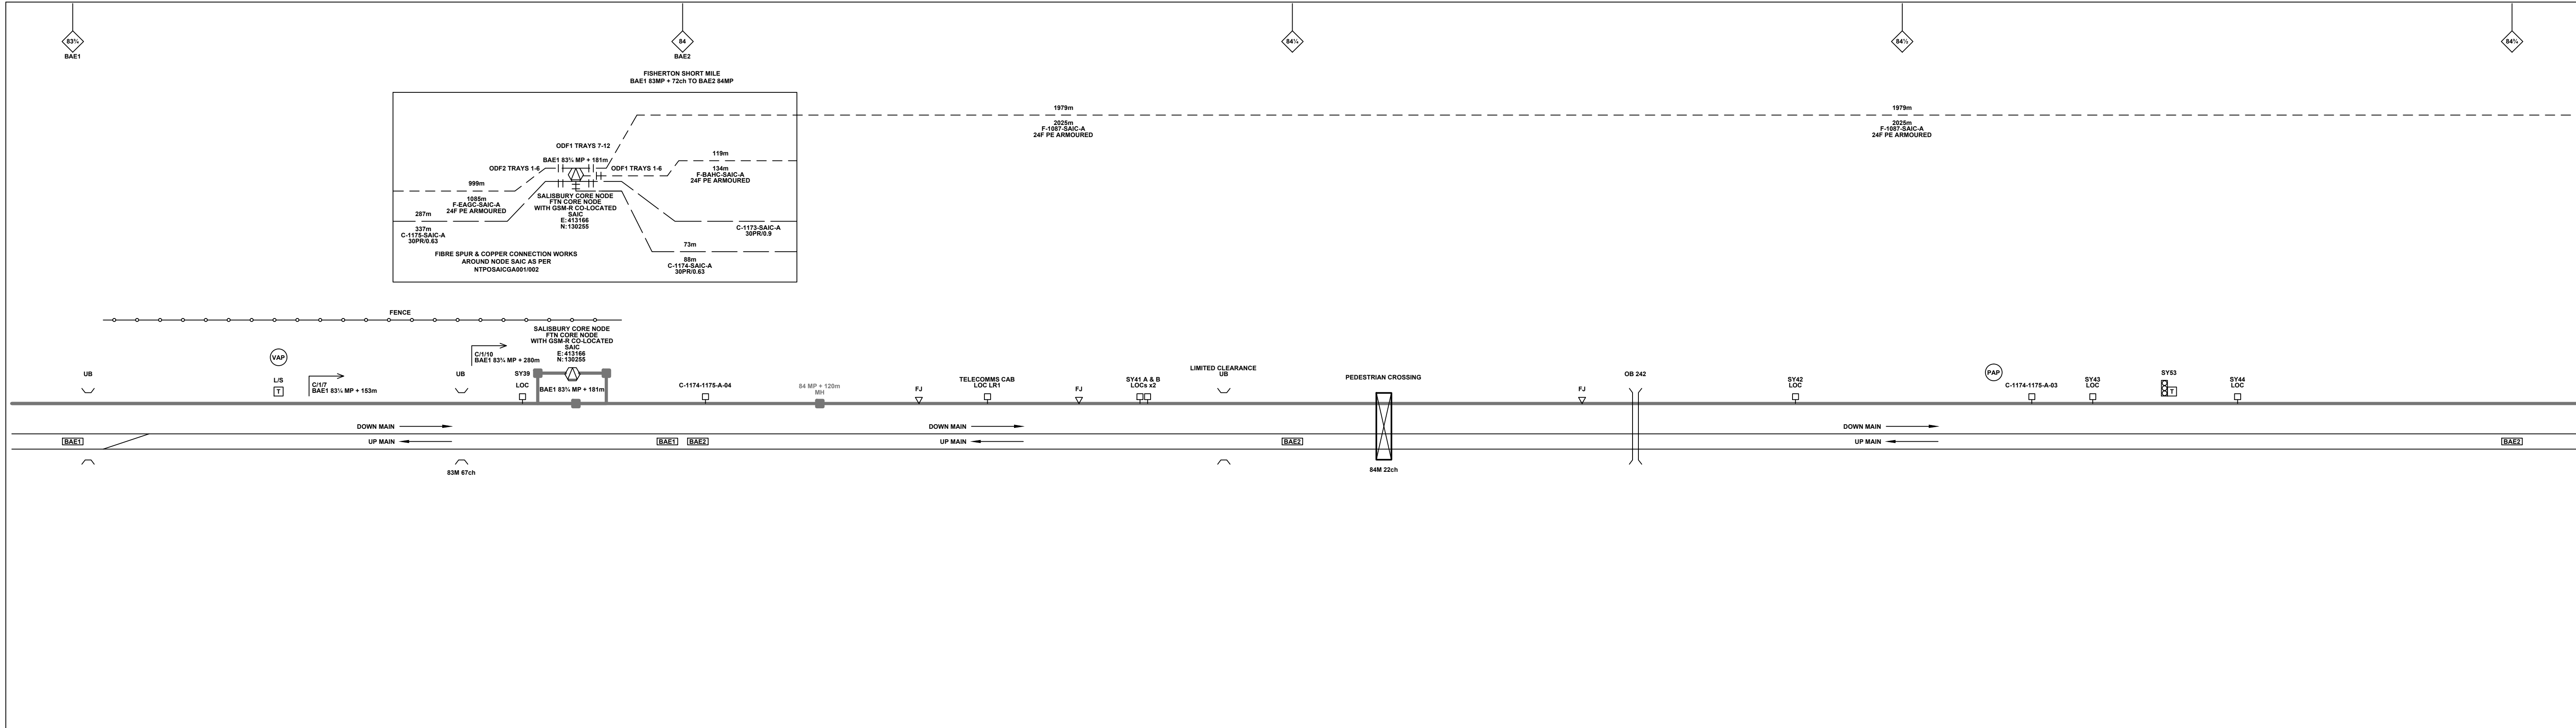 83¾
BAE1
84
BAE2
84¼
84½
84¾
FISHERTON SHORT MILE
BAE1 83MP + 72ch TO BAE2 84MP
1979m
2025m
F-1087-SAIC-A
24F PE ARMOURED
1979m
2025m
F-1087-SAIC-A
24F PE ARMOURED
ODF1 TRAYS 7-12
BAE1 83¾ MP + 181m
ODF2 TRAYS 1-6
ODF1 TRAYS 1-6
119m
134m
F-BAHC-SAIC-A
24F PE ARMOURED
999m
1085m
F-EAGC-SAIC-A
24F PE ARMOURED
SALISBURY CORE NODE
FTN CORE NODE
WITH GSM-R CO-LOCATED
SAIC
E: 413166
N: 130255
287m
337m
C-1175-SAIC-A
30PR/0.63
C-1173-SAIC-A
30PR/0.9
73m
88m
C-1174-SAIC-A
30PR/0.63
FIBRE SPUR & COPPER CONNECTION WORKS
AROUND NODE SAIC AS PER
NTPOSAICGA001/002
FENCE
SALISBURY CORE NODE
FTN CORE NODE
WITH GSM-R CO-LOCATED
SAIC
E: 413166
N: 130255
UB
VAP
L/S
T
C/1/7
BAE1 83¾ MP + 153m
UB
C/1/10
BAE1 83¾ MP + 280m
SY39
LOC
BAE1 83¾ MP + 181m
C-1174-1175-A-04
84 MP + 120m
MH
FJ
TELECOMMS CAB
LOC LR1
FJ
SY41 A & B
LOCs x2
LIMITED CLEARANCE
UB
PEDESTRIAN CROSSING
FJ
OB 242
SY42
LOC
PAP
C-1174-1175-A-03
SY43
LOC
SY53
T
SY44
LOC
DOWN MAIN
DOWN MAIN
DOWN MAIN
BAE1
UP MAIN
BAE1
BAE2
UP MAIN
BAE2
UP MAIN
BAE2
83M 67ch
84M 22ch